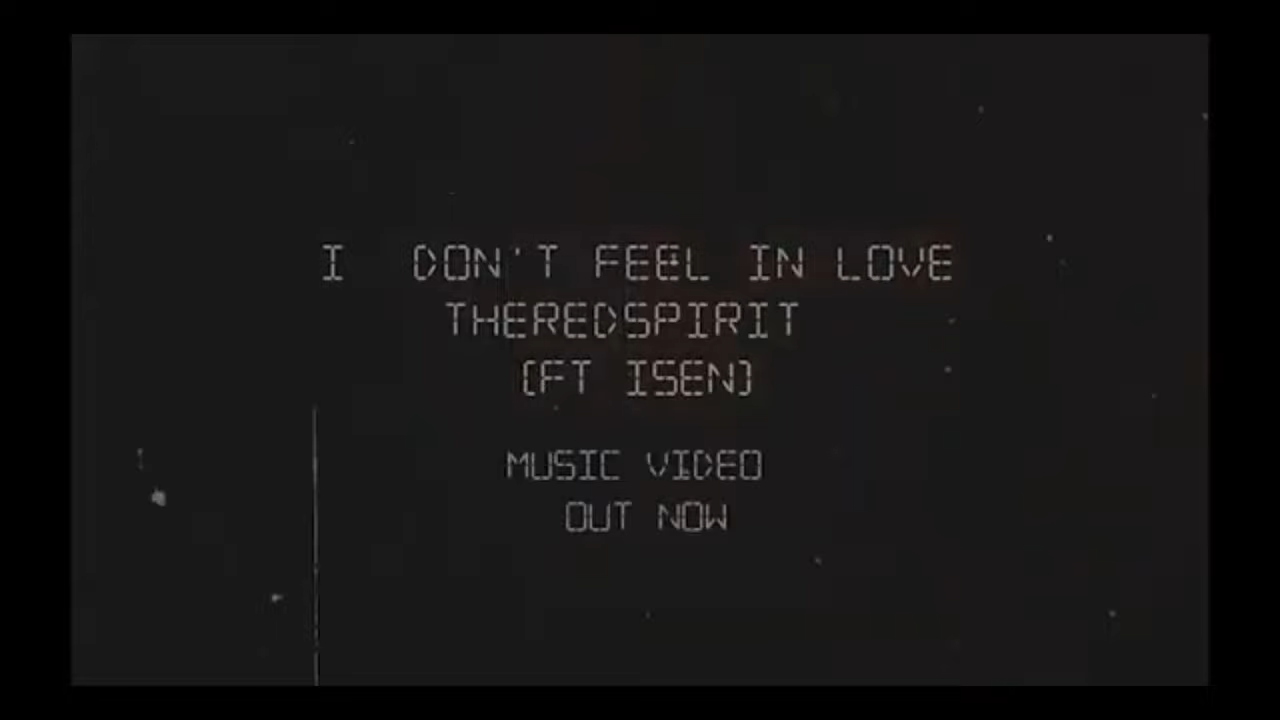 I DON'T FEEL IN LOVE
THEREDSPIRIT
(FT ISEN)
MUSIC VIDEO
OUT NOW